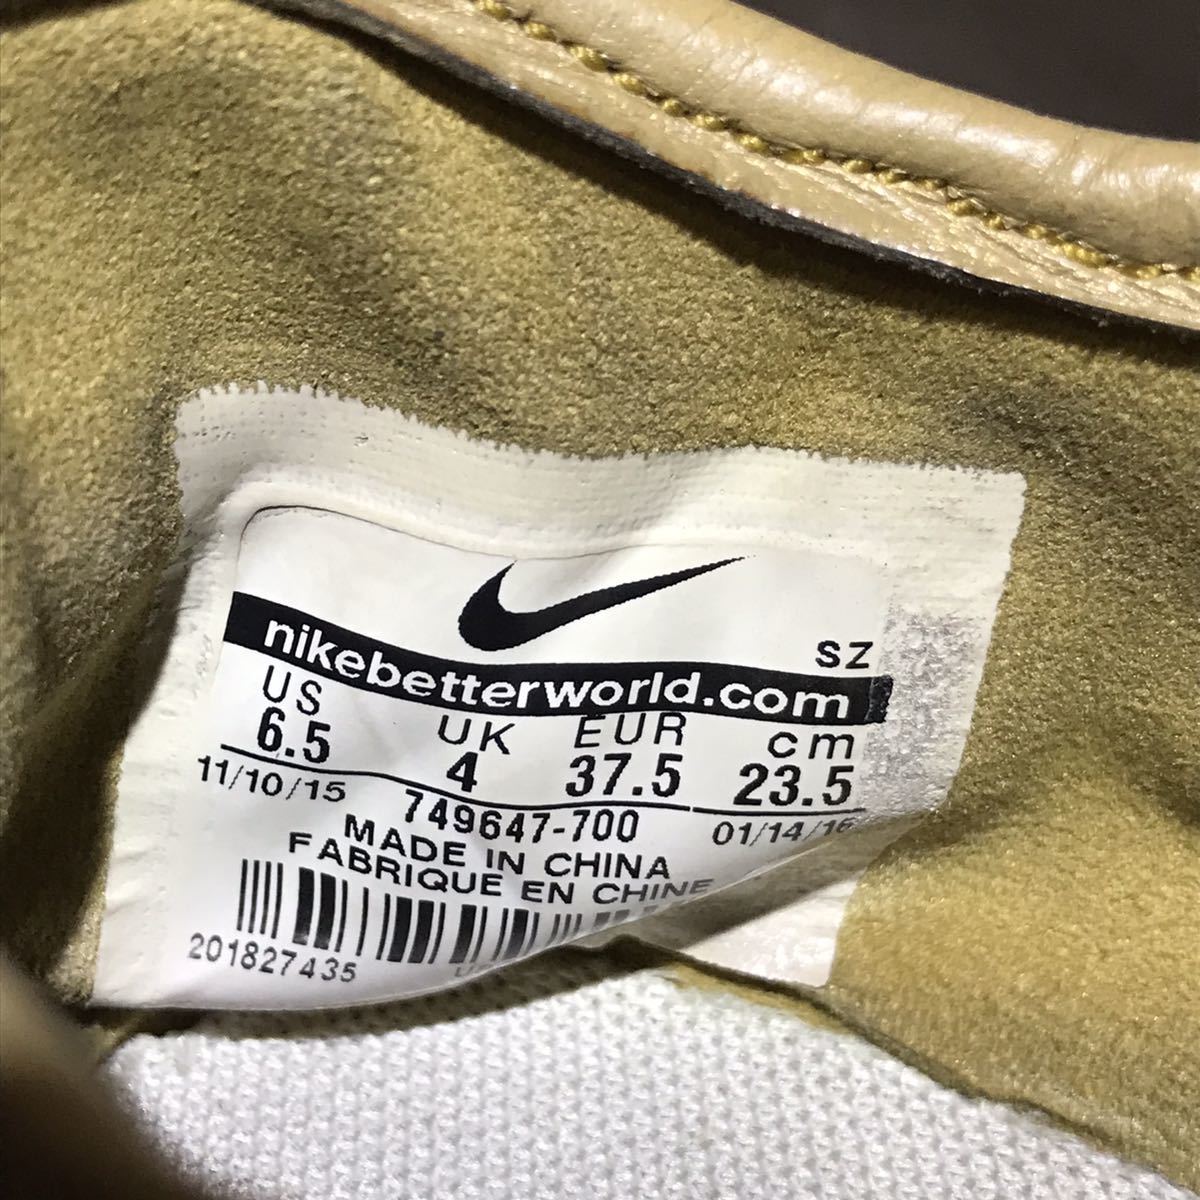 SZ
nikebetterworld.com
US UK EUR cm
6.5 4 37.5 23.5
11/10/15 749647-700 01/14/16
MADE IN CHINA
FABRIQUE EN CHINE
201827435